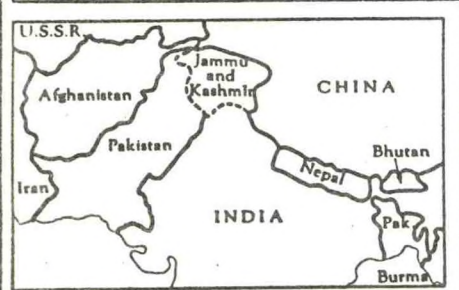 U.S.S.R.
Jammu
and
Kashmir
Afghanistan
CHINA
Pakistan
Bhutan
Iran
Nepal
INDIA
Pak
Burma